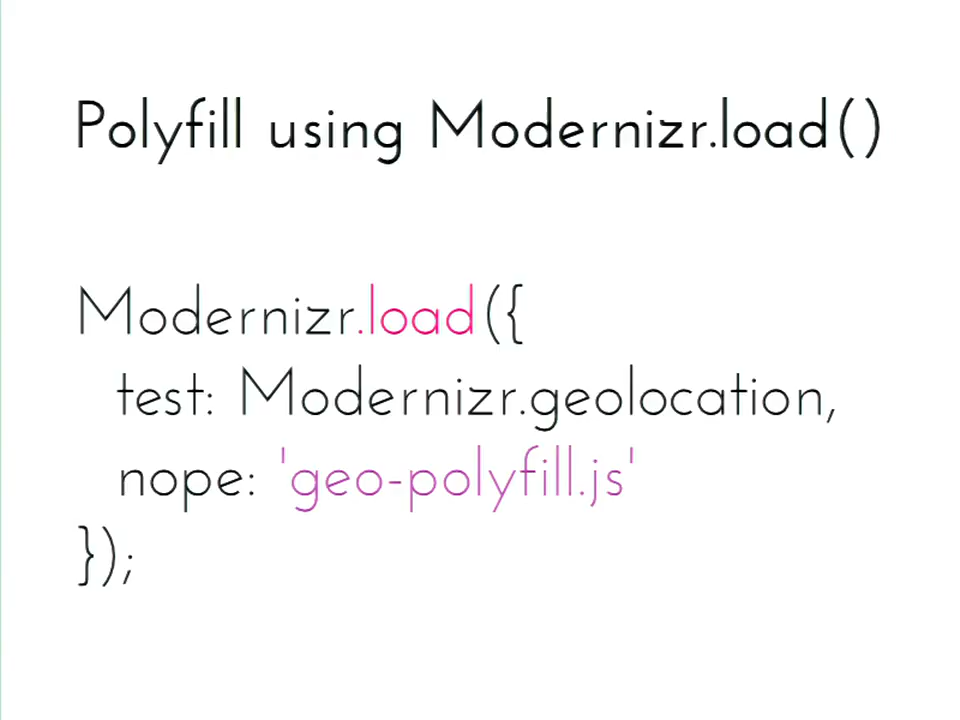 Polyfill using Modernizr.load()
Modernizr.load({
test: Modernizr.geolocation,
nope: 'geo-polyfill.js'
});